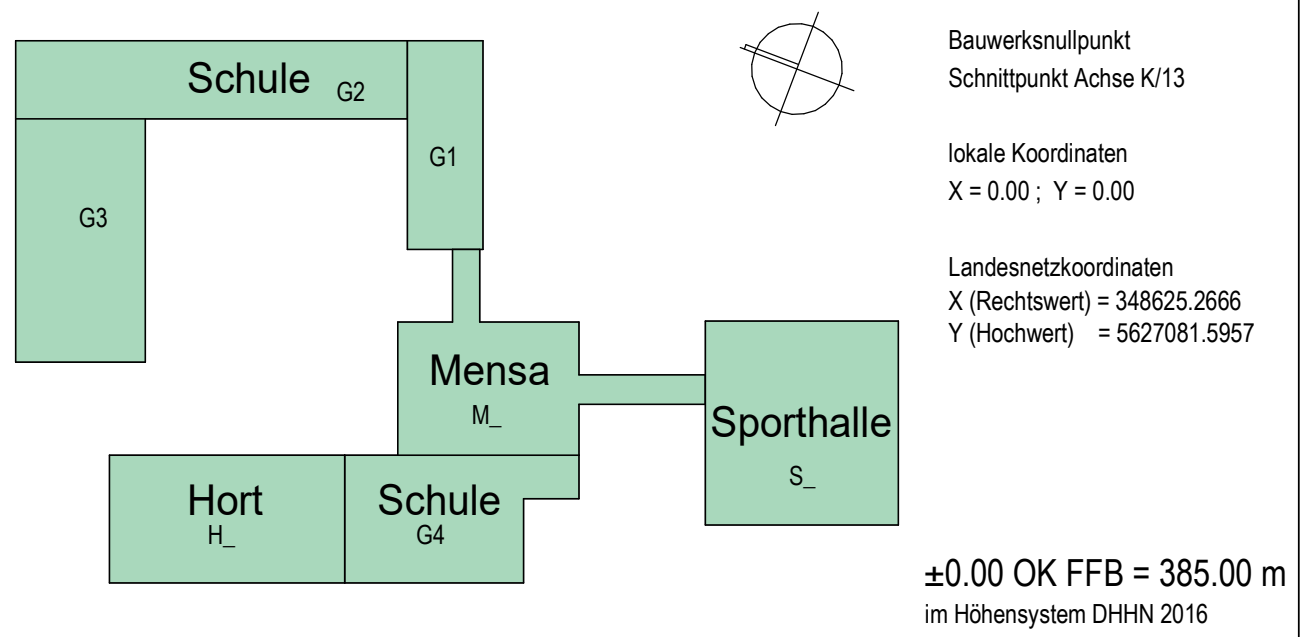 Schule G2
G1
G3
Mensa
M_
Sporthalle
S_
Hort
H_
Schule
G4
Bauwerksnullpunkt
Schnittpunkt Achse K/13
lokale Koordinaten
X = 0.00 ; Y = 0.00
Landesnetzkoordinaten
X (Rechtswert) = 348625.2666
Y (Hochwert) = 5627081.5957
±0.00 OK FFB = 385.00 m
im Höhensystem DHHN 2016